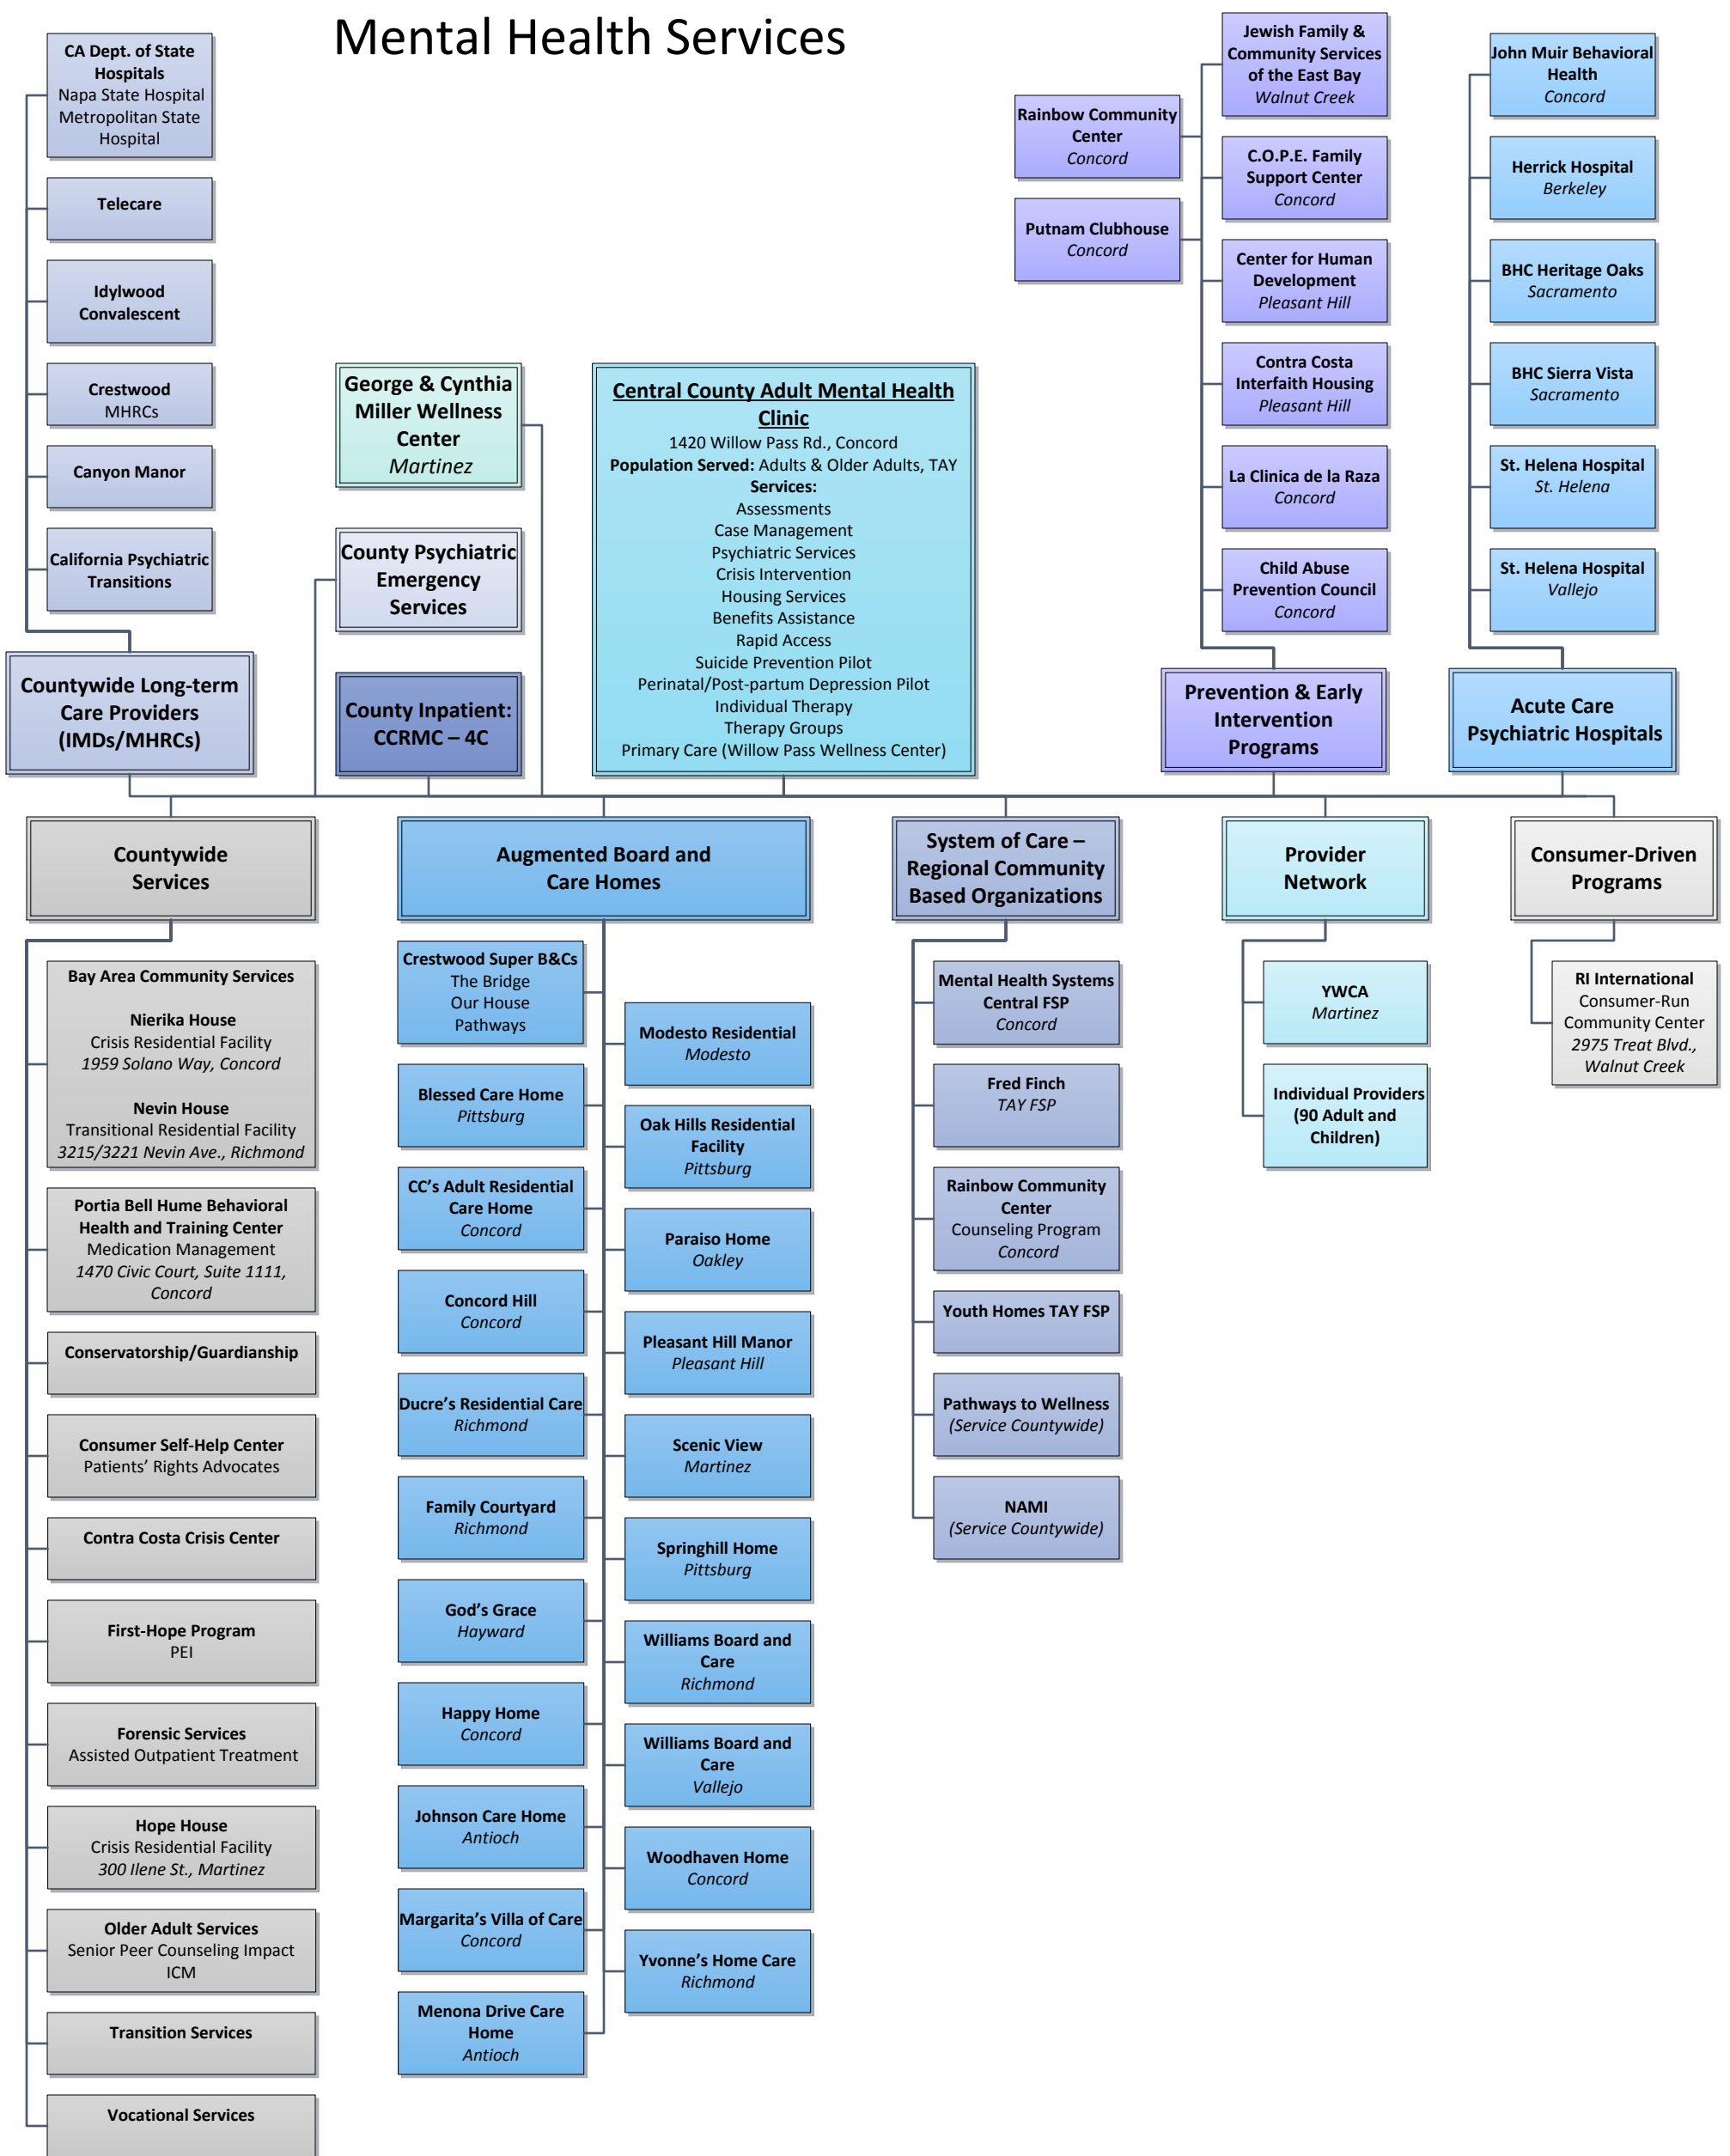 Mental Health Services
CA Dept. of State
Hospitals
Napa State Hospital
Metropolitan State
Hospital
Telecare
Idylwood
Convalescent
Crestwood
MHRCs
Canyon Manor
California Psychiatric
Transitions
Countywide Long-term
Care Providers
(IMDs/MHRCs)
George & Cynthia
Miller Wellness
Center
Martinez
County Psychiatric
Emergency
Services
County Inpatient:
CCRMC – 4C
Central County Adult Mental Health
Clinic
1420 Willow Pass Rd., Concord
Population Served: Adults & Older Adults, TAY
Services:
Assessments
Case Management
Psychiatric Services
Crisis Intervention
Housing Services
Benefits Assistance
Rapid Access
Suicide Prevention Pilot
Perinatal/Post-partum Depression Pilot
Individual Therapy
Therapy Groups
Primary Care (Willow Pass Wellness Center)
Rainbow Community
Center
Concord
Putnam Clubhouse
Concord
Jewish Family &
Community Services
of the East Bay
Walnut Creek
C.O.P.E. Family
Support Center
Concord
Center for Human
Development
Pleasant Hill
Contra Costa
Interfaith Housing
Pleasant Hill
La Clinica de la Raza
Concord
Child Abuse
Prevention Council
Concord
Prevention & Early
Intervention
Programs
John Muir Behavioral
Health
Concord
Herrick Hospital
Berkeley
BHC Heritage Oaks
Sacramento
BHC Sierra Vista
Sacramento
St. Helena Hospital
St. Helena
St. Helena Hospital
Vallejo
Acute Care
Psychiatric Hospitals
Countywide
Services
Bay Area Community Services
Nierika House
Crisis Residential Facility
1959 Solano Way, Concord
Nevin House
Transitional Residential Facility
3215/3221 Nevin Ave., Richmond
Portia Bell Hume Behavioral
Health and Training Center
Medication Management
1470 Civic Court, Suite 1111,
Concord
Conservatorship/Guardianship
Consumer Self-Help Center
Patients’ Rights Advocates
Contra Costa Crisis Center
First-Hope Program
PEI
Forensic Services
Assisted Outpatient Treatment
Hope House
Crisis Residential Facility
300 Ilene St., Martinez
Older Adult Services
Senior Peer Counseling Impact
ICM
Transition Services
Vocational Services
Augmented Board and
Care Homes
Crestwood Super B&Cs
The Bridge
Our House
Pathways
Blessed Care Home
Pittsburg
CC’s Adult Residential
Care Home
Concord
Concord Hill
Concord
Ducre’s Residential Care
Richmond
Family Courtyard
Richmond
God’s Grace
Hayward
Happy Home
Concord
Johnson Care Home
Antioch
Margarita’s Villa of Care
Concord
Menona Drive Care
Home
Antioch
Modesto Residential
Modesto
Oak Hills Residential
Facility
Pittsburg
Paraiso Home
Oakley
Pleasant Hill Manor
Pleasant Hill
Scenic View
Martinez
Springhill Home
Pittsburg
Williams Board and
Care
Richmond
Williams Board and
Care
Vallejo
Woodhaven Home
Concord
Yvonne’s Home Care
Richmond
System of Care –
Regional Community
Based Organizations
Mental Health Systems
Central FSP
Concord
Fred Finch
TAY FSP
Rainbow Community
Center
Counseling Program
Concord
Youth Homes TAY FSP
Pathways to Wellness
(Service Countywide)
NAMI
(Service Countywide)
Provider
Network
YWCA
Martinez
Individual Providers
(90 Adult and
Children)
Consumer-Driven
Programs
RI International
Consumer-Run
Community Center
2975 Treat Blvd.,
Walnut Creek